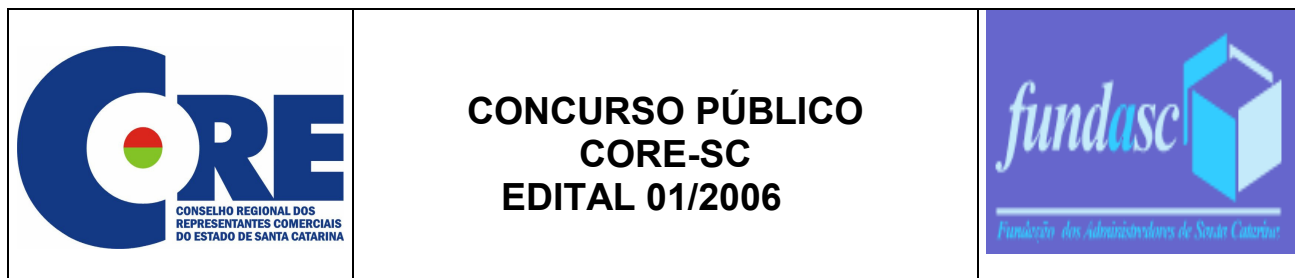 CORE
CONSELHO REGIONAL DOS
REPRESENTANTES COMERCIAIS
DO ESTADO DE SANTA CATARINA
CONCURSO PÚBLICO
CORE-SC
EDITAL 01/2006
fundasc
Fundação dos Administradores de Santa Catarina